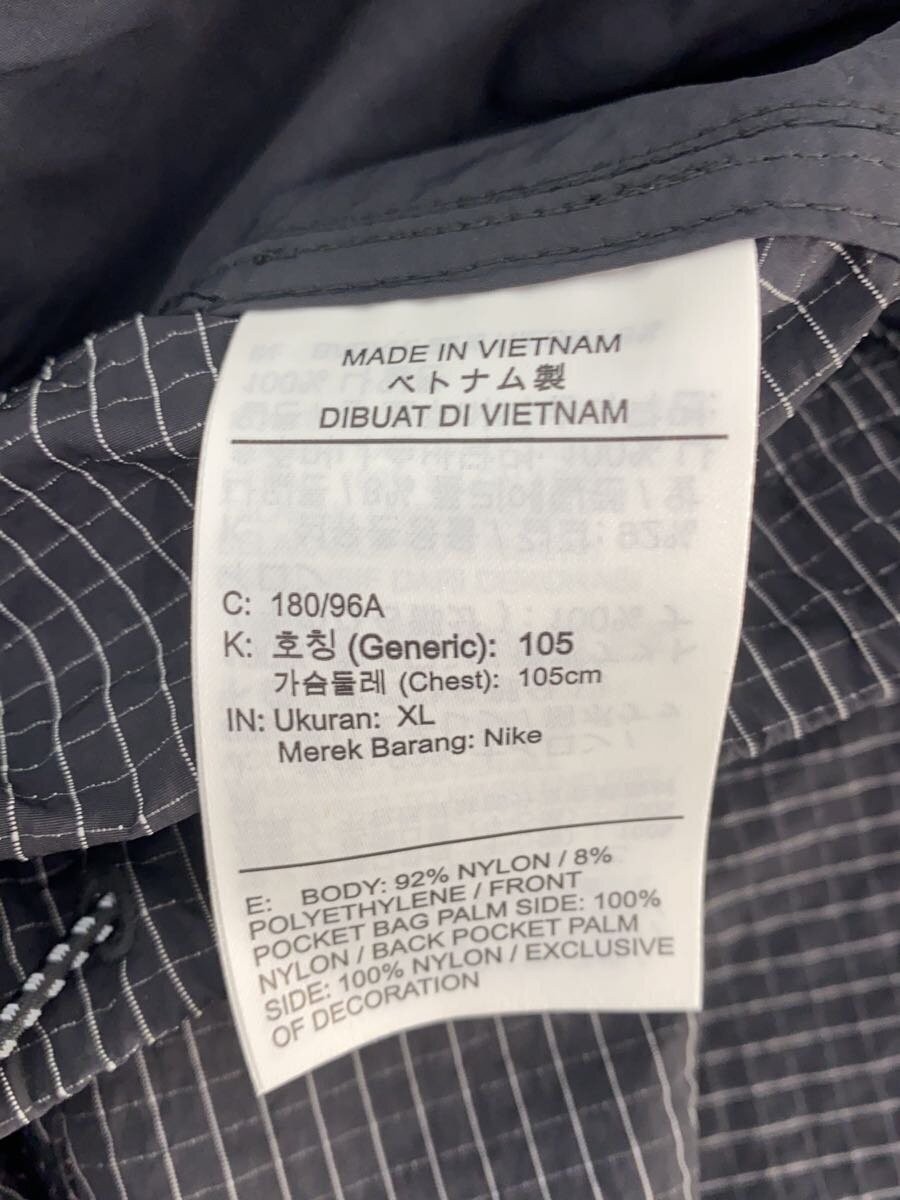 MADE IN VIETNAM
ベトナム製
DIBUAT DI VIETNAM
C: 180/96A
K: 호칭 (Generic): 105
가슴둘레 (Chest): 105cm
IN: Ukuran: XL
Merek Barang: Nike
E: BODY: 92% NYLON / 8%
POLYETHYLENE / FRONT
POCKET BAG PALM SIDE: 100%
NYLON / BACK POCKET PALM
SIDE: 100% NYLON / EXCLUSIVE
OF DECORATION